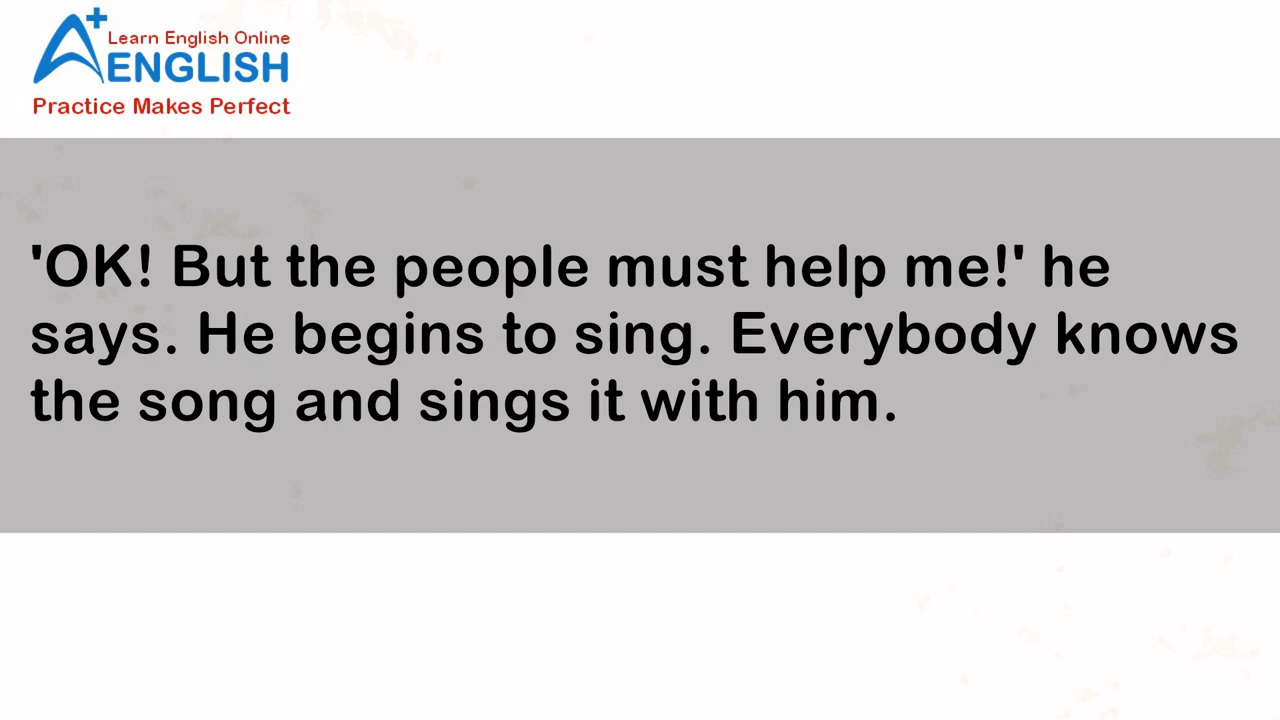 A+
Learn English Online
ENGLISH
Practice Makes Perfect
'OK! But the people must help me!' he
says. He begins to sing. Everybody knows
the song and sings it with him.